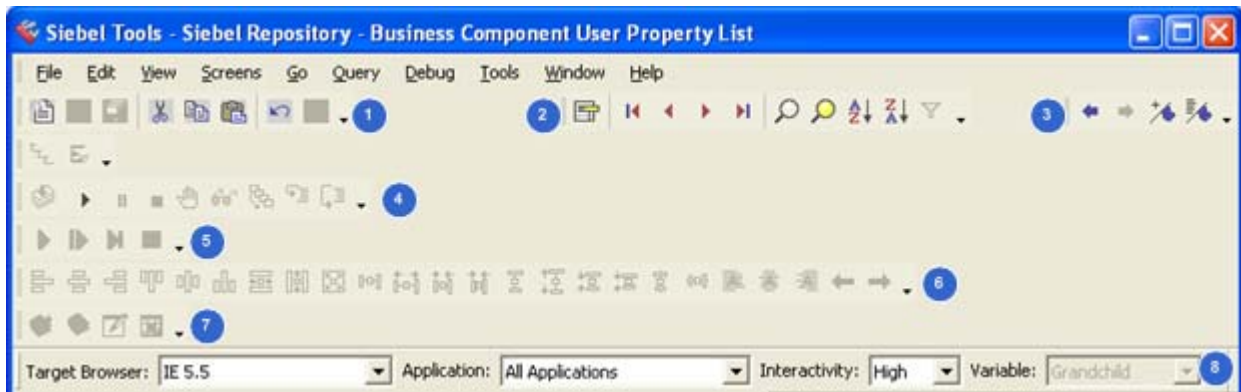 Siebel Tools - Siebel Repository - Business Component User Property List
File Edit View Screens Go Query Debug Tools Window Help
1 2 3
4
5
6
7
Target Browser: IE 5.5 Application: All Applications Interactivity: High Variable: Grandchild 8